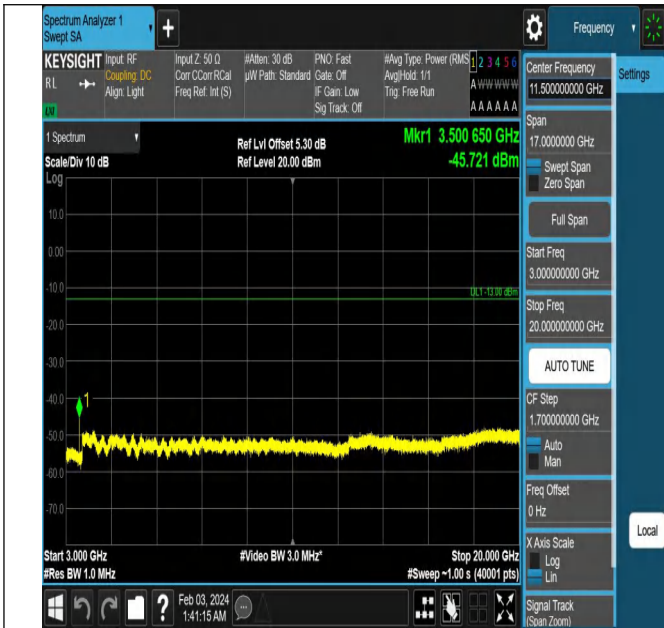 Spectrum Analyzer 1
Swept SA
Frequency
KEYSIGHT
RL
LXI
Input: RF
Coupling: DC
Align: Light
Input Z: 50 Ω
Corr CCorr RCal
Freq Ref: Int (S)
#Atten: 30 dB
µW Path: Standard
PNO: Fast
Gate: Off
IF Gain: Low
Sig Track: Off
#Avg Type: Power (RMS
Avg|Hold: 1/1
Trig: Free Run
1 2 3 4 5 6
A W W W W W
A A A A A A
Center Frequency
11.500000000 GHz
Settings
Span
17.0000000 GHz
Swept Span
Zero Span
Full Span
Start Freq
3.000000000 GHz
Stop Freq
20.000000000 GHz
AUTO TUNE
CF Step
1.700000000 GHz
Auto
Man
Freq Offset
0 Hz
X Axis Scale
Log
Lin
Signal Track
(Span Zoom)
Local
1 Spectrum
Scale/Div 10 dB
Log
Ref Lvl Offset 5.30 dB
Ref Level 20.00 dBm
Mkr1 3.500 650 GHz
-45.721 dBm
10.0
0.00
-10.0
DL1 -13.00 dBm
-20.0
-30.0
-40.0
1
-50.0
-60.0
-70.0
Start 3.000 GHz
#Video BW 3.0 MHz*
Stop 20.000 GHz
#Res BW 1.0 MHz
#Sweep ~1.00 s (40001 pts)
?
Feb 03, 2024
1:41:15 AM